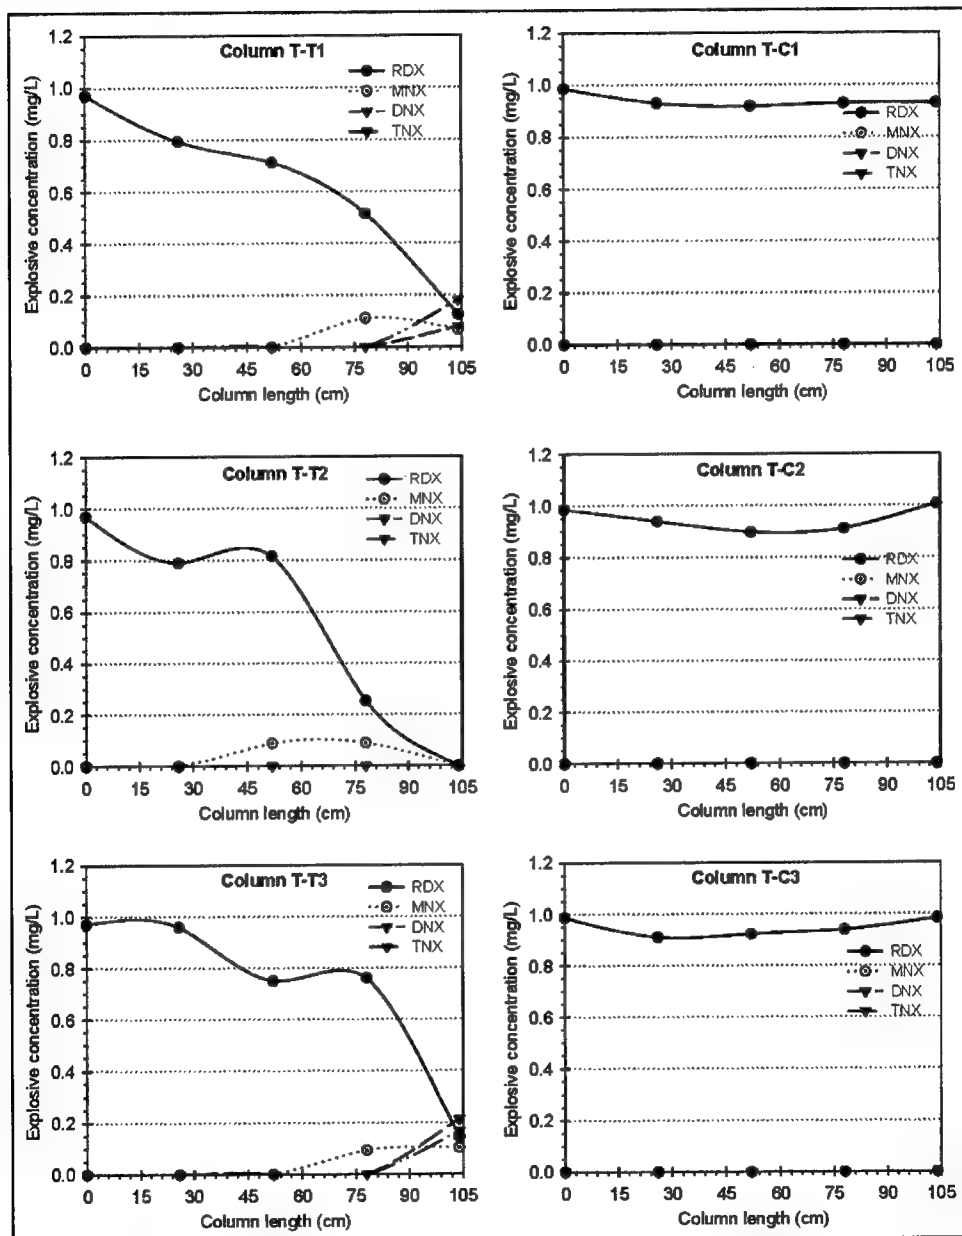 Column T-T1
RDX
MNX
DNX
TNX
Explosive concentration (mg/L)
1.2
1.0
0.8
0.6
0.4
0.2
0.0
0 15 30 45 60 75 90 105
Column length (cm)
Column T-C1
RDX
MNX
DNX
TNX
Explosive concentration (mg/L)
1.2
1.0
0.8
0.6
0.4
0.2
0.0
0 15 30 45 60 75 90 105
Column length (cm)
Column T-T2
RDX
MNX
DNX
TNX
Explosive concentration (mg/L)
1.2
1.0
0.8
0.6
0.4
0.2
0.0
0 15 30 45 60 75 90 105
Column length (cm)
Column T-C2
RDX
MNX
DNX
TNX
Explosive concentration (mg/L)
1.2
1.0
0.8
0.6
0.4
0.2
0.0
0 15 30 45 60 75 90 105
Column length (cm)
Column T-T3
RDX
MNX
DNX
TNX
Explosive concentration (mg/L)
1.2
1.0
0.8
0.6
0.4
0.2
0.0
0 15 30 45 60 75 90 105
Column length (cm)
Column T-C3
RDX
MNX
DNX
TNX
Explosive concentration (mg/L)
1.2
1.0
0.8
0.6
0.4
0.2
0.0
0 15 30 45 60 75 90 105
Column length (cm)